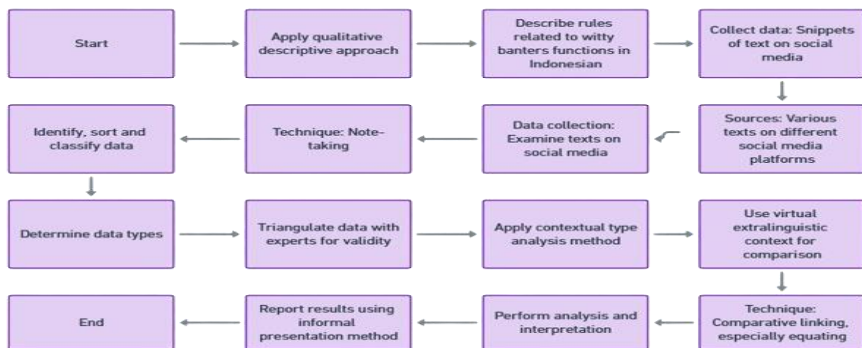 Start
Apply qualitative
descriptive approach
Describe rules
related to witty
banters functions in
Indonesian
Collect data: Snippets
of text on social
media
Sources: Various
texts on different
social media
platforms
Data collection:
Examine texts on
social media
Technique: Note-
taking
Identify, sort and
classify data
Determine data types
Triangulate data with
experts for validity
Apply contextual type
analysis method
Use virtual
extralinguistic
context for
comparison
Technique:
Comparative linking,
especially equating
Perform analysis and
interpretation
Report results using
informal
presentation method
End